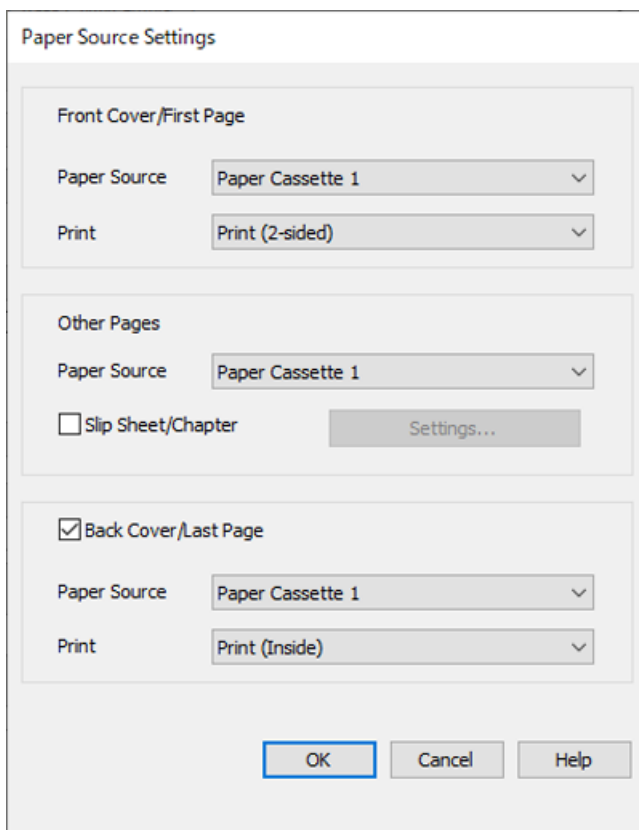 Paper Source Settings
Front Cover/First Page
Paper Source Paper Cassette 1
Print Print (2-sided)
Other Pages
Paper Source Paper Cassette 1
Slip Sheet/Chapter Settings...
Back Cover/Last Page
Paper Source Paper Cassette 1
Print Print (Inside)
OK Cancel Help